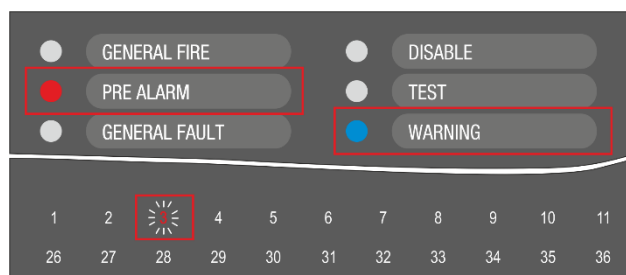 GENERAL FIRE
DISABLE
PRE ALARM
TEST
GENERAL FAULT
WARNING
1 2 3 4 5 6 7 8 9 10 11
26 27 28 29 30 31 32 33 34 35 36